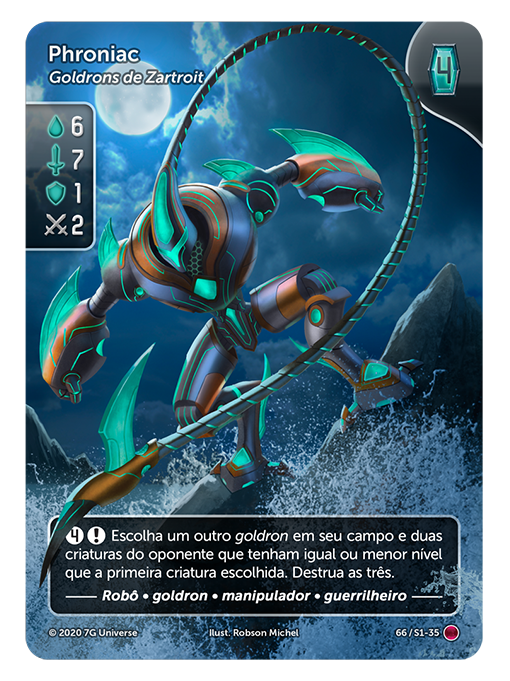 Phroniac
Goldrons de Zartroit
4
6
7
1
2
4 ! Escolha um outro goldron em seu campo e duas
criaturas do oponente que tenham igual ou menor nível
que a primeira criatura escolhida. Destrua as três.
Robô • goldron • manipulador • guerrilheiro
© 2020 7G Universe
Illust. Robson Michel
66 / S1-35